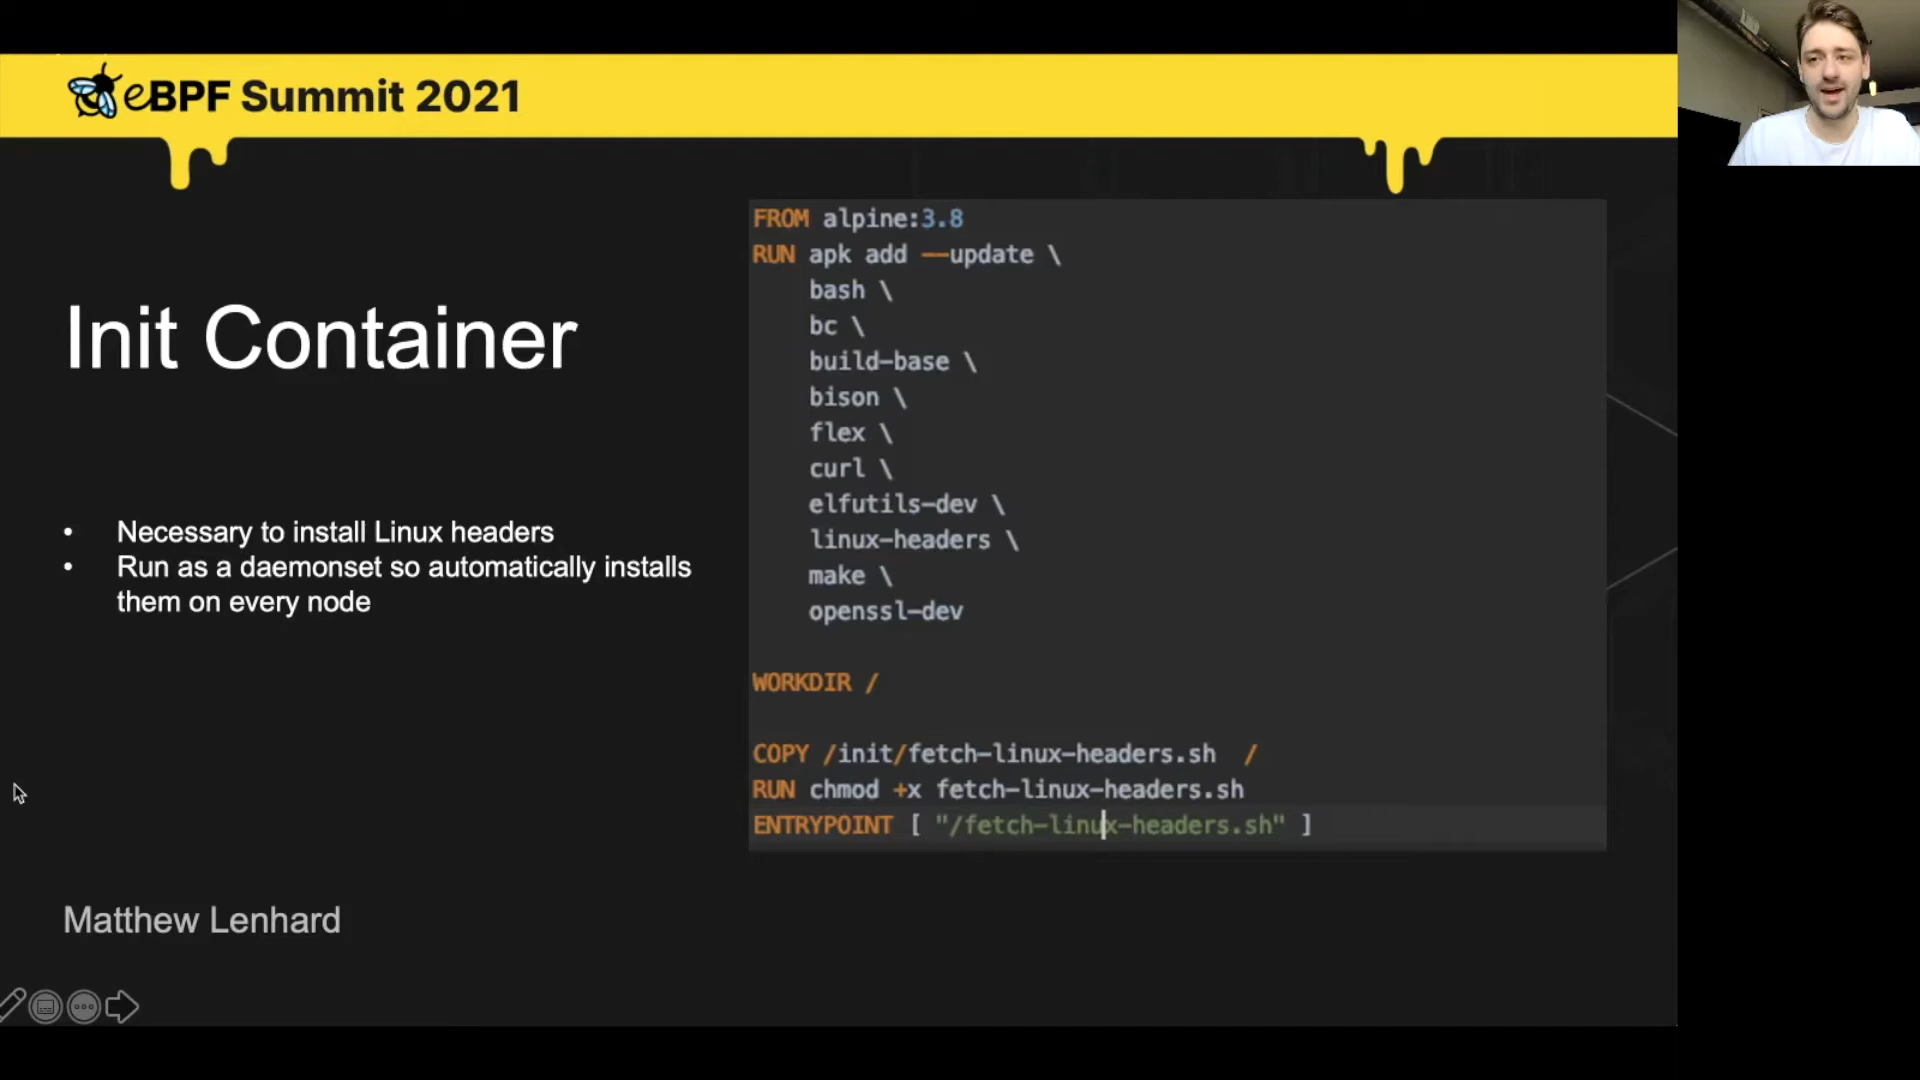 eBPF Summit 2021
Init Container
• Necessary to install Linux headers
• Run as a daemonset so automatically installs
them on every node
Matthew Lenhard
FROM alpine:3.8
RUN apk add --update \
bash \
bc \
build-base \
bison \
flex \
curl \
elfutils-dev \
linux-headers \
make \
openssl-dev
WORKDIR /
COPY /init/fetch-linux-headers.sh /
RUN chmod +x fetch-linux-headers.sh
ENTRYPOINT [ "/fetch-linux-headers.sh" ]